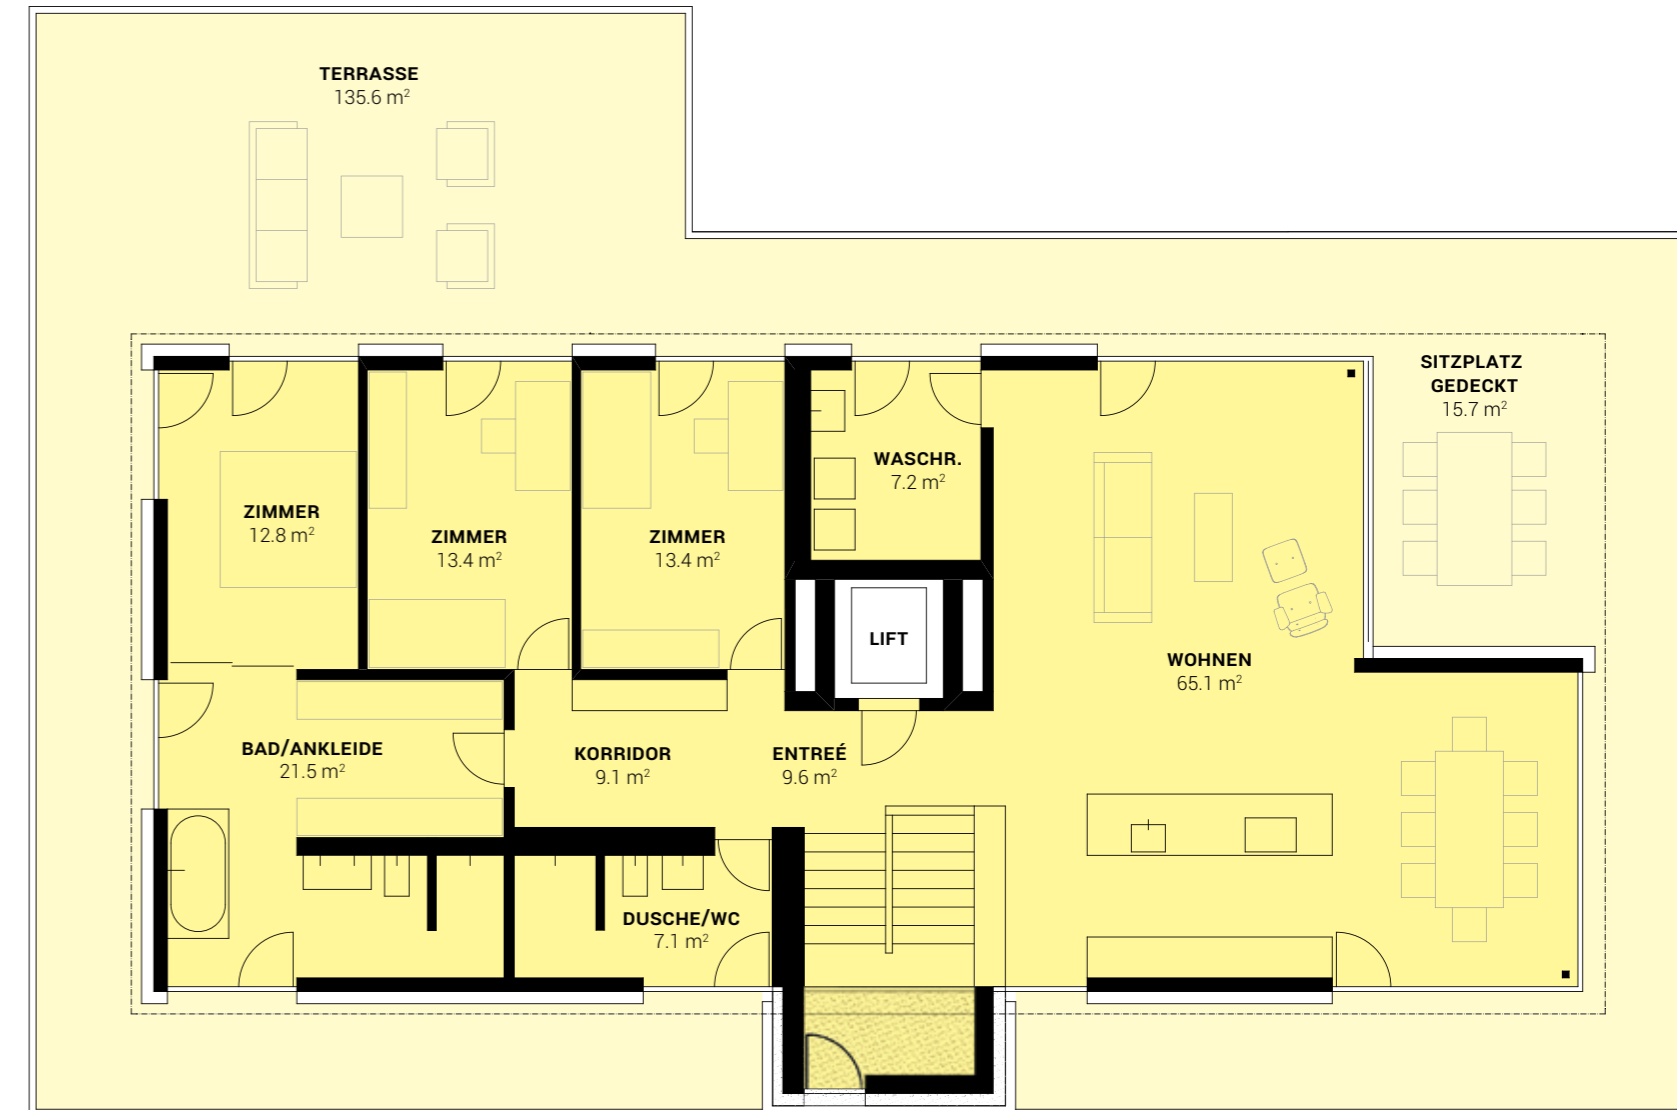 TERRASSE
135.6 m²
SITZPLATZ
GEDECKT
15.7 m²
WASCHR.
7.2 m²
ZIMMER
12.8 m²
ZIMMER
13.4 m²
ZIMMER
13.4 m²
LIFT
WOHNEN
65.1 m²
BAD/ANKLEIDE
21.5 m²
KORRIDOR
9.1 m²
ENTREÉ
9.6 m²
DUSCHE/WC
7.1 m²